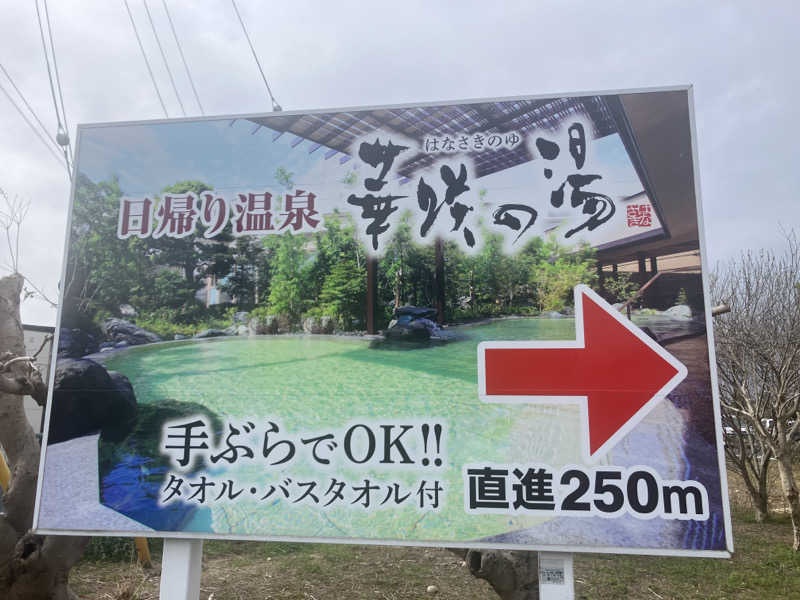 はなさきのゆ
日帰り温泉 華咲の湯
手ぶらでOK!!
タオル・バスタオル付
直進250m